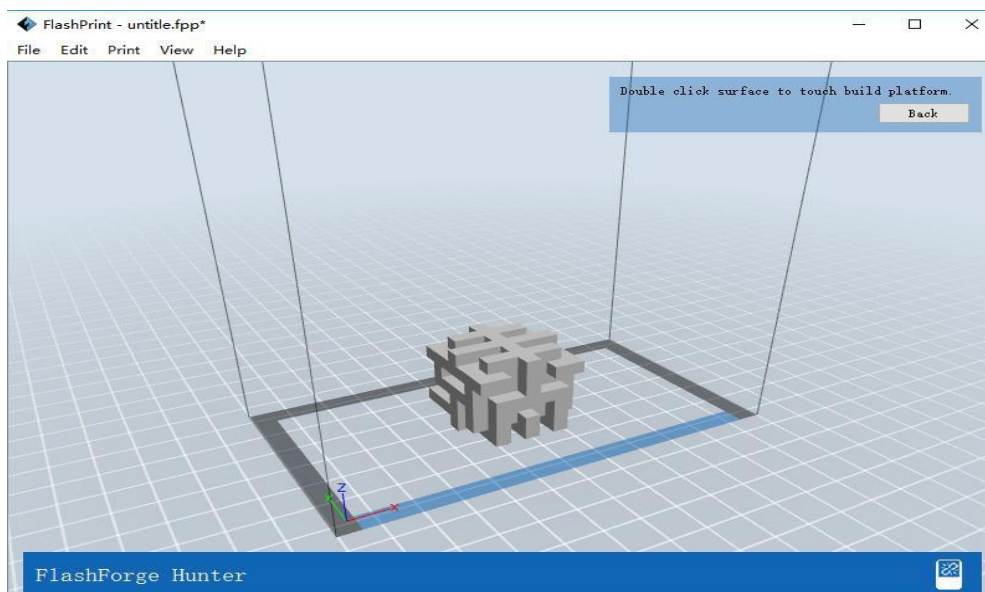 FlashPrint - untitle.fpp*
File Edit Print View Help
Double click surface to touch build platform.
Back
Z
x
FlashForge Hunter